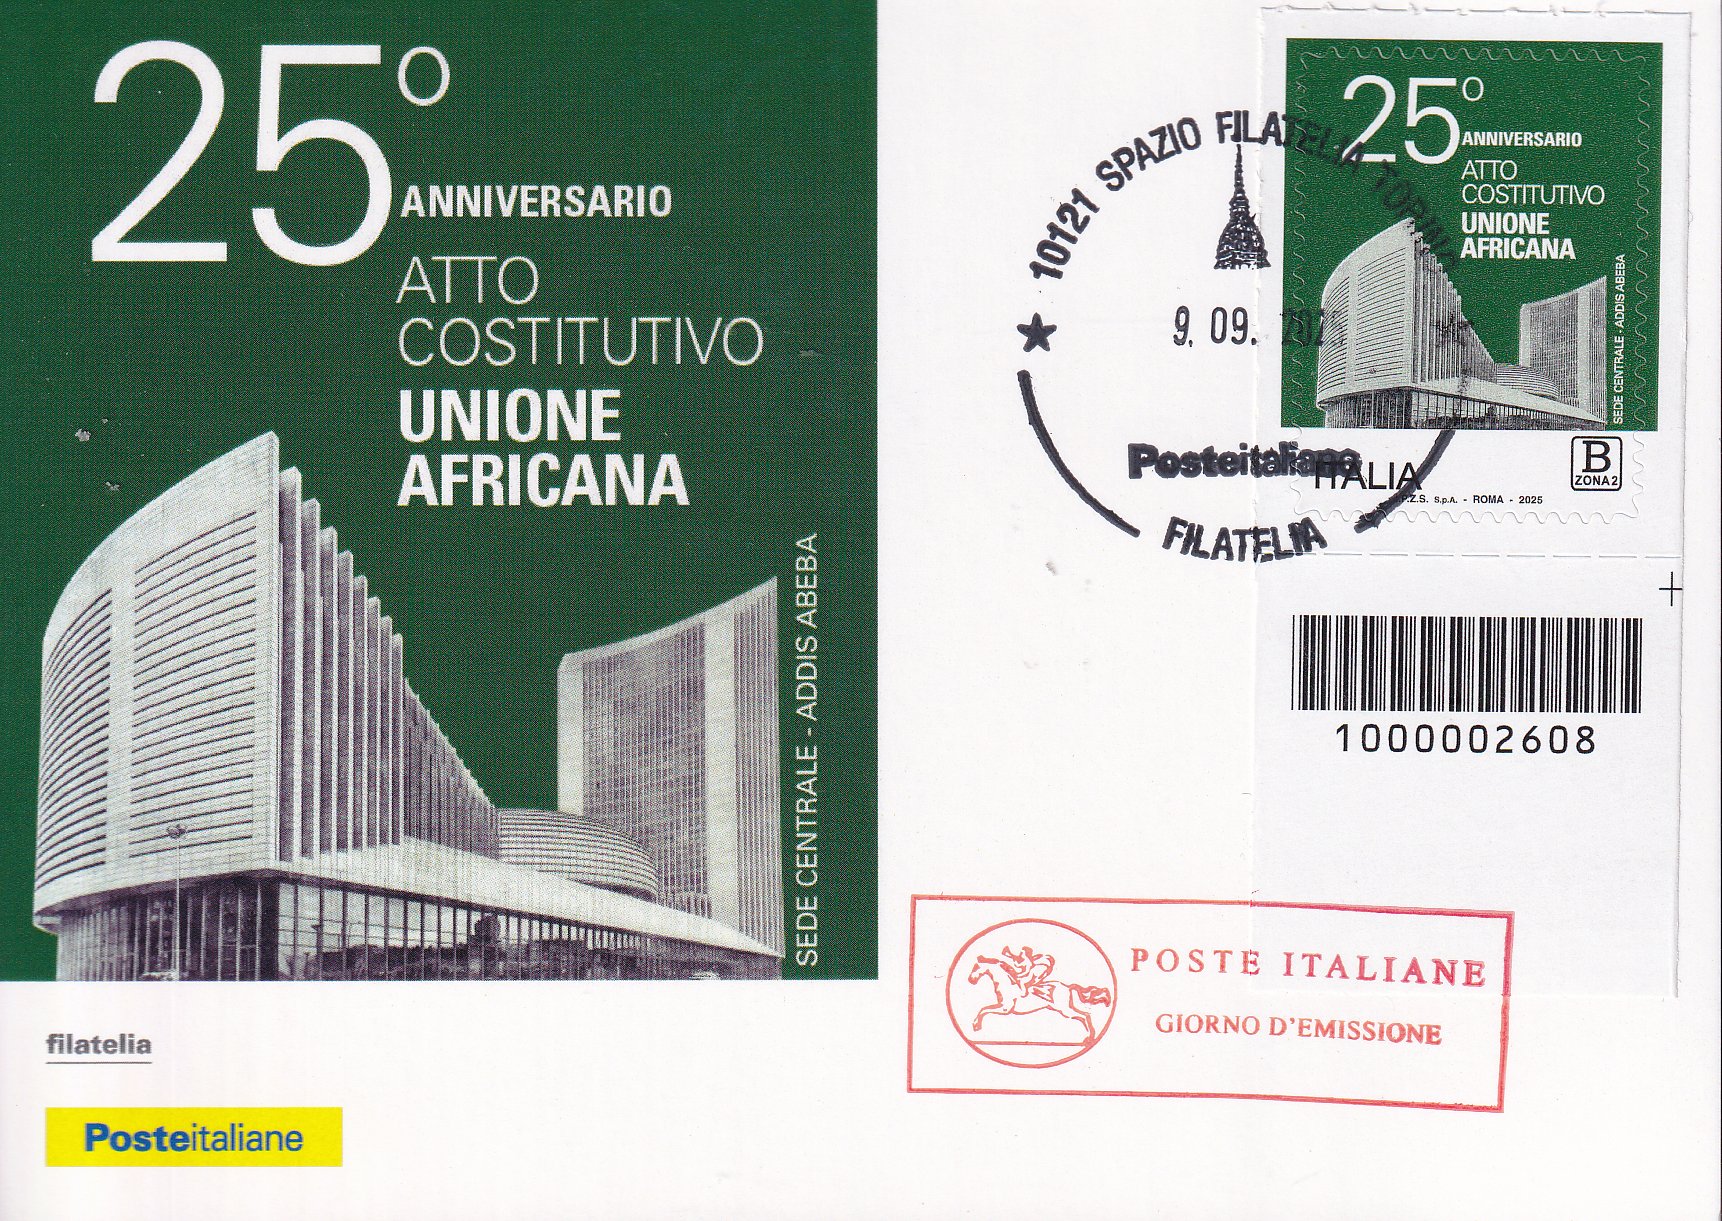 25°
ANNIVERSARIO
ATTO
COSTITUTIVO
UNIONE
AFRICANA
SEDE CENTRALE - ADDIS ABEBA
filatelia
Posteitaliane
10121 SPAZIO FILATELIA TORINO
9. 09.
Posteitaliane
FILATELIA
25°
ANNIVERSARIO
ATTO
COSTITUTIVO
UNIONE
AFRICANA
SEDE CENTRALE - ADDIS ABEBA
ITALIA
B
ZONA 2
P.Z.S. S.p.A. - ROMA - 2025
1000002608
POSTE ITALIANE
GIORNO D'EMISSIONE